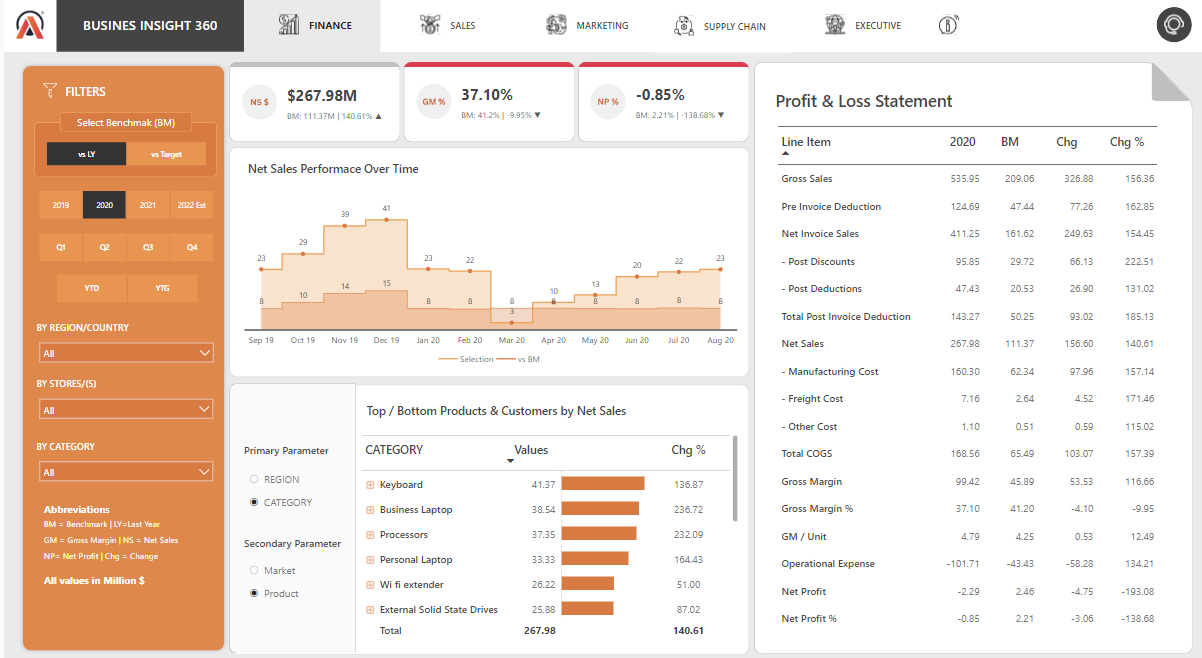 BUSINES INSIGHT 360
FINANCE
SALES
MARKETING
SUPPLY CHAIN
EXECUTIVE
FILTERS
Select Benchmak (BM)
vs LY
vs Target
2019
2020
2021
2022 Est
Q1
Q2
Q3
Q4
YTD
YTG
BY REGION/COUNTRY
All
BY STORES/(S)
All
BY CATEGORY
All
Abbreviations
BM = Benchmark | LY=Last Year
GM = Gross Margin | NS = Net Sales
NP= Net Profit | Chg = Change
All values in Million $
NS $
$267.98M
BM: 111.37M | 140.61% ▲
GM %
37.10%
BM: 41.2% | -9.95% ▼
NP %
-0.85%
BM: 2.21% | -138.68% ▼
Net Sales Performace Over Time
23 29 39 41 23 22 3 10 13 20 22 23
8 10 14 15 8 8 8 8 8 8 8 8
Sep 19 Oct 19 Nov 19 Dec 19 Jan 20 Feb 20 Mar 20 Apr 20 May 20 Jun 20 Jul 20 Aug 20
Selection vs BM
Primary Parameter
REGION
CATEGORY
Secondary Parameter
Market
Product
Top / Bottom Products & Customers by Net Sales
CATEGORY Values Chg %
Keyboard 41.37 136.87
Business Laptop 38.54 236.72
Processors 37.35 232.09
Personal Laptop 33.33 164.43
Wi fi extender 26.22 51.00
External Solid State Drives 25.88 87.02
Total 267.98 140.61
Profit & Loss Statement
Line Item 2020 BM Chg Chg %
Gross Sales 535.95 209.06 326.88 156.36
Pre Invoice Deduction 124.69 47.44 77.26 162.85
Net Invoice Sales 411.25 161.62 249.63 154.45
- Post Discounts 95.85 29.72 66.13 222.51
- Post Deductions 47.43 20.53 26.90 131.02
Total Post Invoice Deduction 143.27 50.25 93.02 185.13
Net Sales 267.98 111.37 156.60 140.61
- Manufacturing Cost 160.30 62.34 97.96 157.14
- Freight Cost 7.16 2.64 4.52 171.46
- Other Cost 1.10 0.51 0.59 115.02
Total COGS 168.56 65.49 103.07 157.39
Gross Margin 99.42 45.89 53.53 116.66
Gross Margin % 37.10 41.20 -4.10 -9.95
GM / Unit 4.79 4.25 0.53 12.49
Operational Expense -101.71 -43.43 -58.28 134.21
Net Profit -2.29 2.46 -4.75 -193.08
Net Profit % -0.85 2.21 -3.06 -138.68